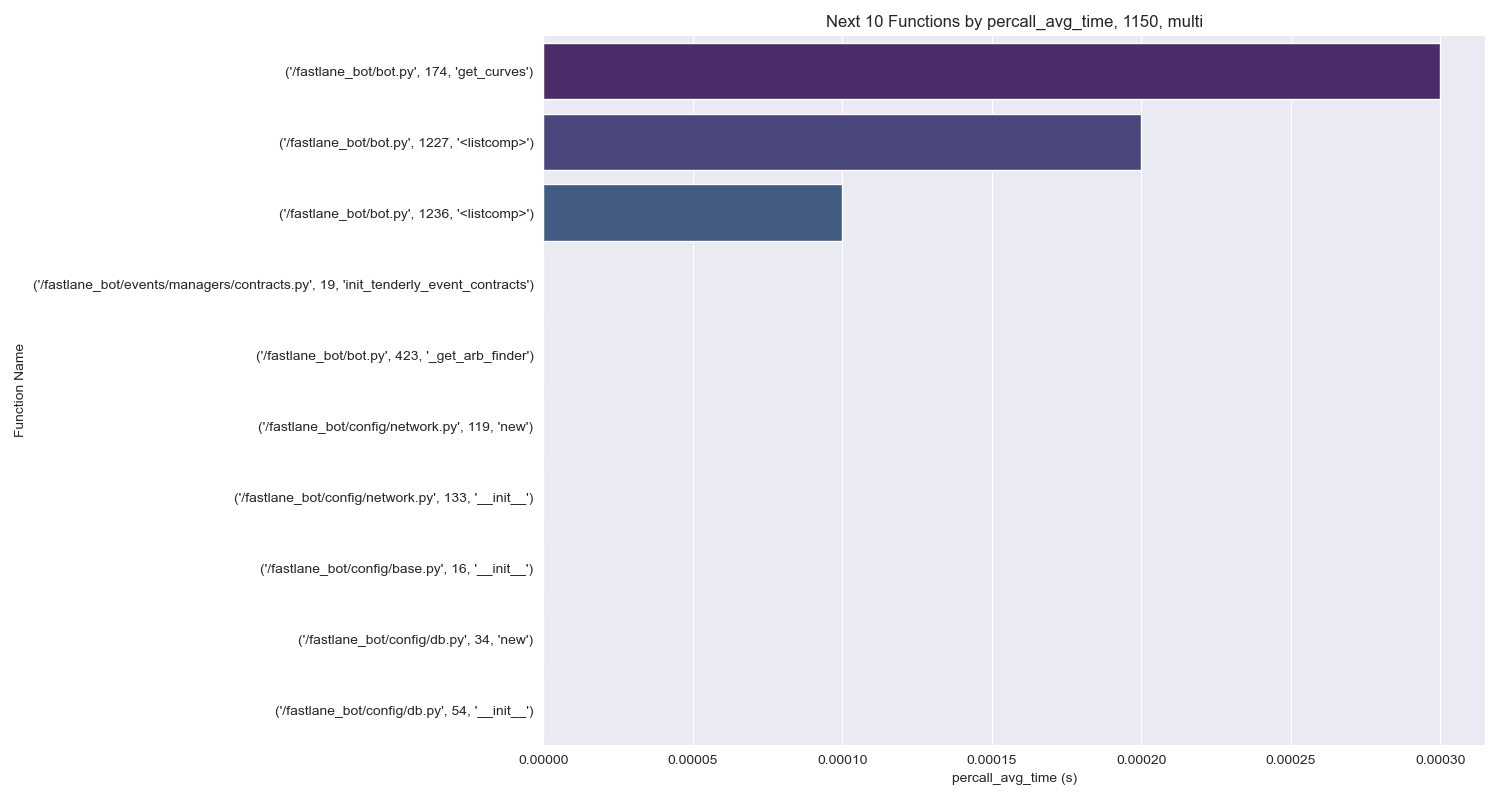 Next 10 Functions by percall_avg_time, 1150, multi
Function Name
('/fastlane_bot/bot.py', 174, 'get_curves')
('/fastlane_bot/bot.py', 1227, '<listcomp>')
('/fastlane_bot/bot.py', 1236, '<listcomp>')
('/fastlane_bot/events/managers/contracts.py', 19, 'init_tenderly_event_contracts')
('/fastlane_bot/bot.py', 423, '_get_arb_finder')
('/fastlane_bot/config/network.py', 119, 'new')
('/fastlane_bot/config/network.py', 133, '__init__')
('/fastlane_bot/config/base.py', 16, '__init__')
('/fastlane_bot/config/db.py', 34, 'new')
('/fastlane_bot/config/db.py', 54, '__init__')
0.00000 0.00005 0.00010 0.00015 0.00020 0.00025 0.00030
percall_avg_time (s)